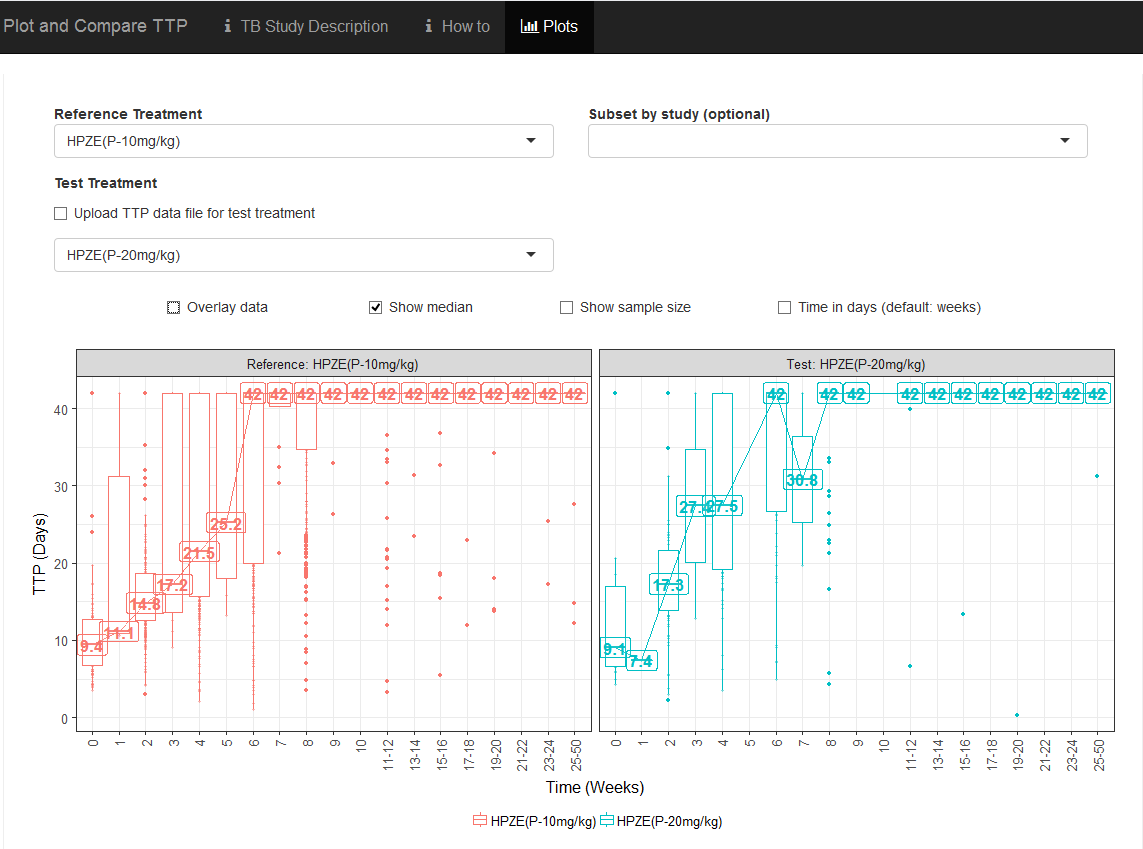 Plot and Compare TTP TB Study Description How to Plots
Reference Treatment Subset by study (optional)
HPZE(P-10mg/kg)
Test Treatment
Upload TTP data file for test treatment
HPZE(P-20mg/kg)
Overlay data Show median Show sample size Time in days (default: weeks)
Reference: HPZE(P-10mg/kg) Test: HPZE(P-20mg/kg)
42 42 42 42 42 42 42 42 42 42 42 42 42 42 42 42 42 42 42 42 42 42 42 42
40
30
20
10
0
TTP (Days)
9.4 11.1 14.8 17.2 21.5 25.2
9.1 7.4 17.3 27.4 27.5 30.8
0 1 2 3 4 5 6 7 8 9 10 11-12 13-14 15-16 17-18 19-20 21-22 23-24 25-50
0 1 2 3 4 5 6 7 8 9 10 11-12 13-14 15-16 17-18 19-20 21-22 23-24 25-50
Time (Weeks)
HPZE(P-10mg/kg) HPZE(P-20mg/kg)